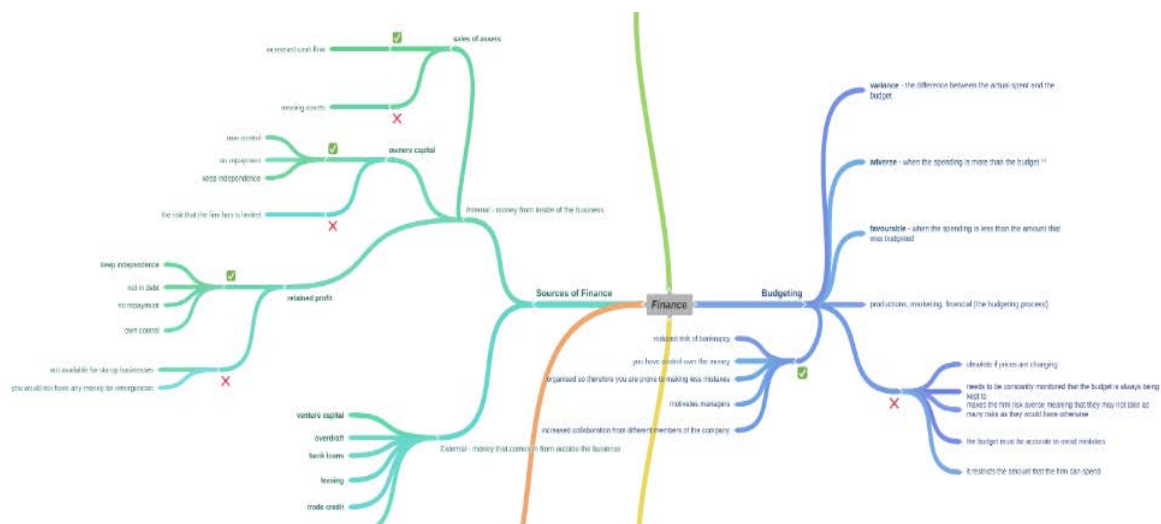 sales of assets
increased cash flow
missing assets
owners capital
own control
no repayment
keep independence
the risk that the firm has is limited
Internal - money from inside of the business
keep independence
not in debt
no repayment
own control
retained profit
not available for startup businesses
you would not have any money for emergencies
Sources of Finance
venture capital
overdraft
bank loans
leasing
trade credit
External - money that comes in from outside the business
Finance
Budgeting
variance - the difference between the actual spent and the
budget
adverse - when the spending is more than the budget
favourable - when the spending is less than the amount that
was budgeted
productions, marketing, financial (the budgeting process)
reduced risk of bankruptcy
you have control over the money
organised so therefore you are prone to making less mistakes
motivates managers
increased collaboration from different members of the company
obsolete if prices are changing
needs to be constantly monitored that the budget is always being
kept to
makes the firm risk averse meaning that they may not take as
many risks as they would have otherwise
the budget must be accurate to avoid mistakes
it restricts the amount that the firm can spend